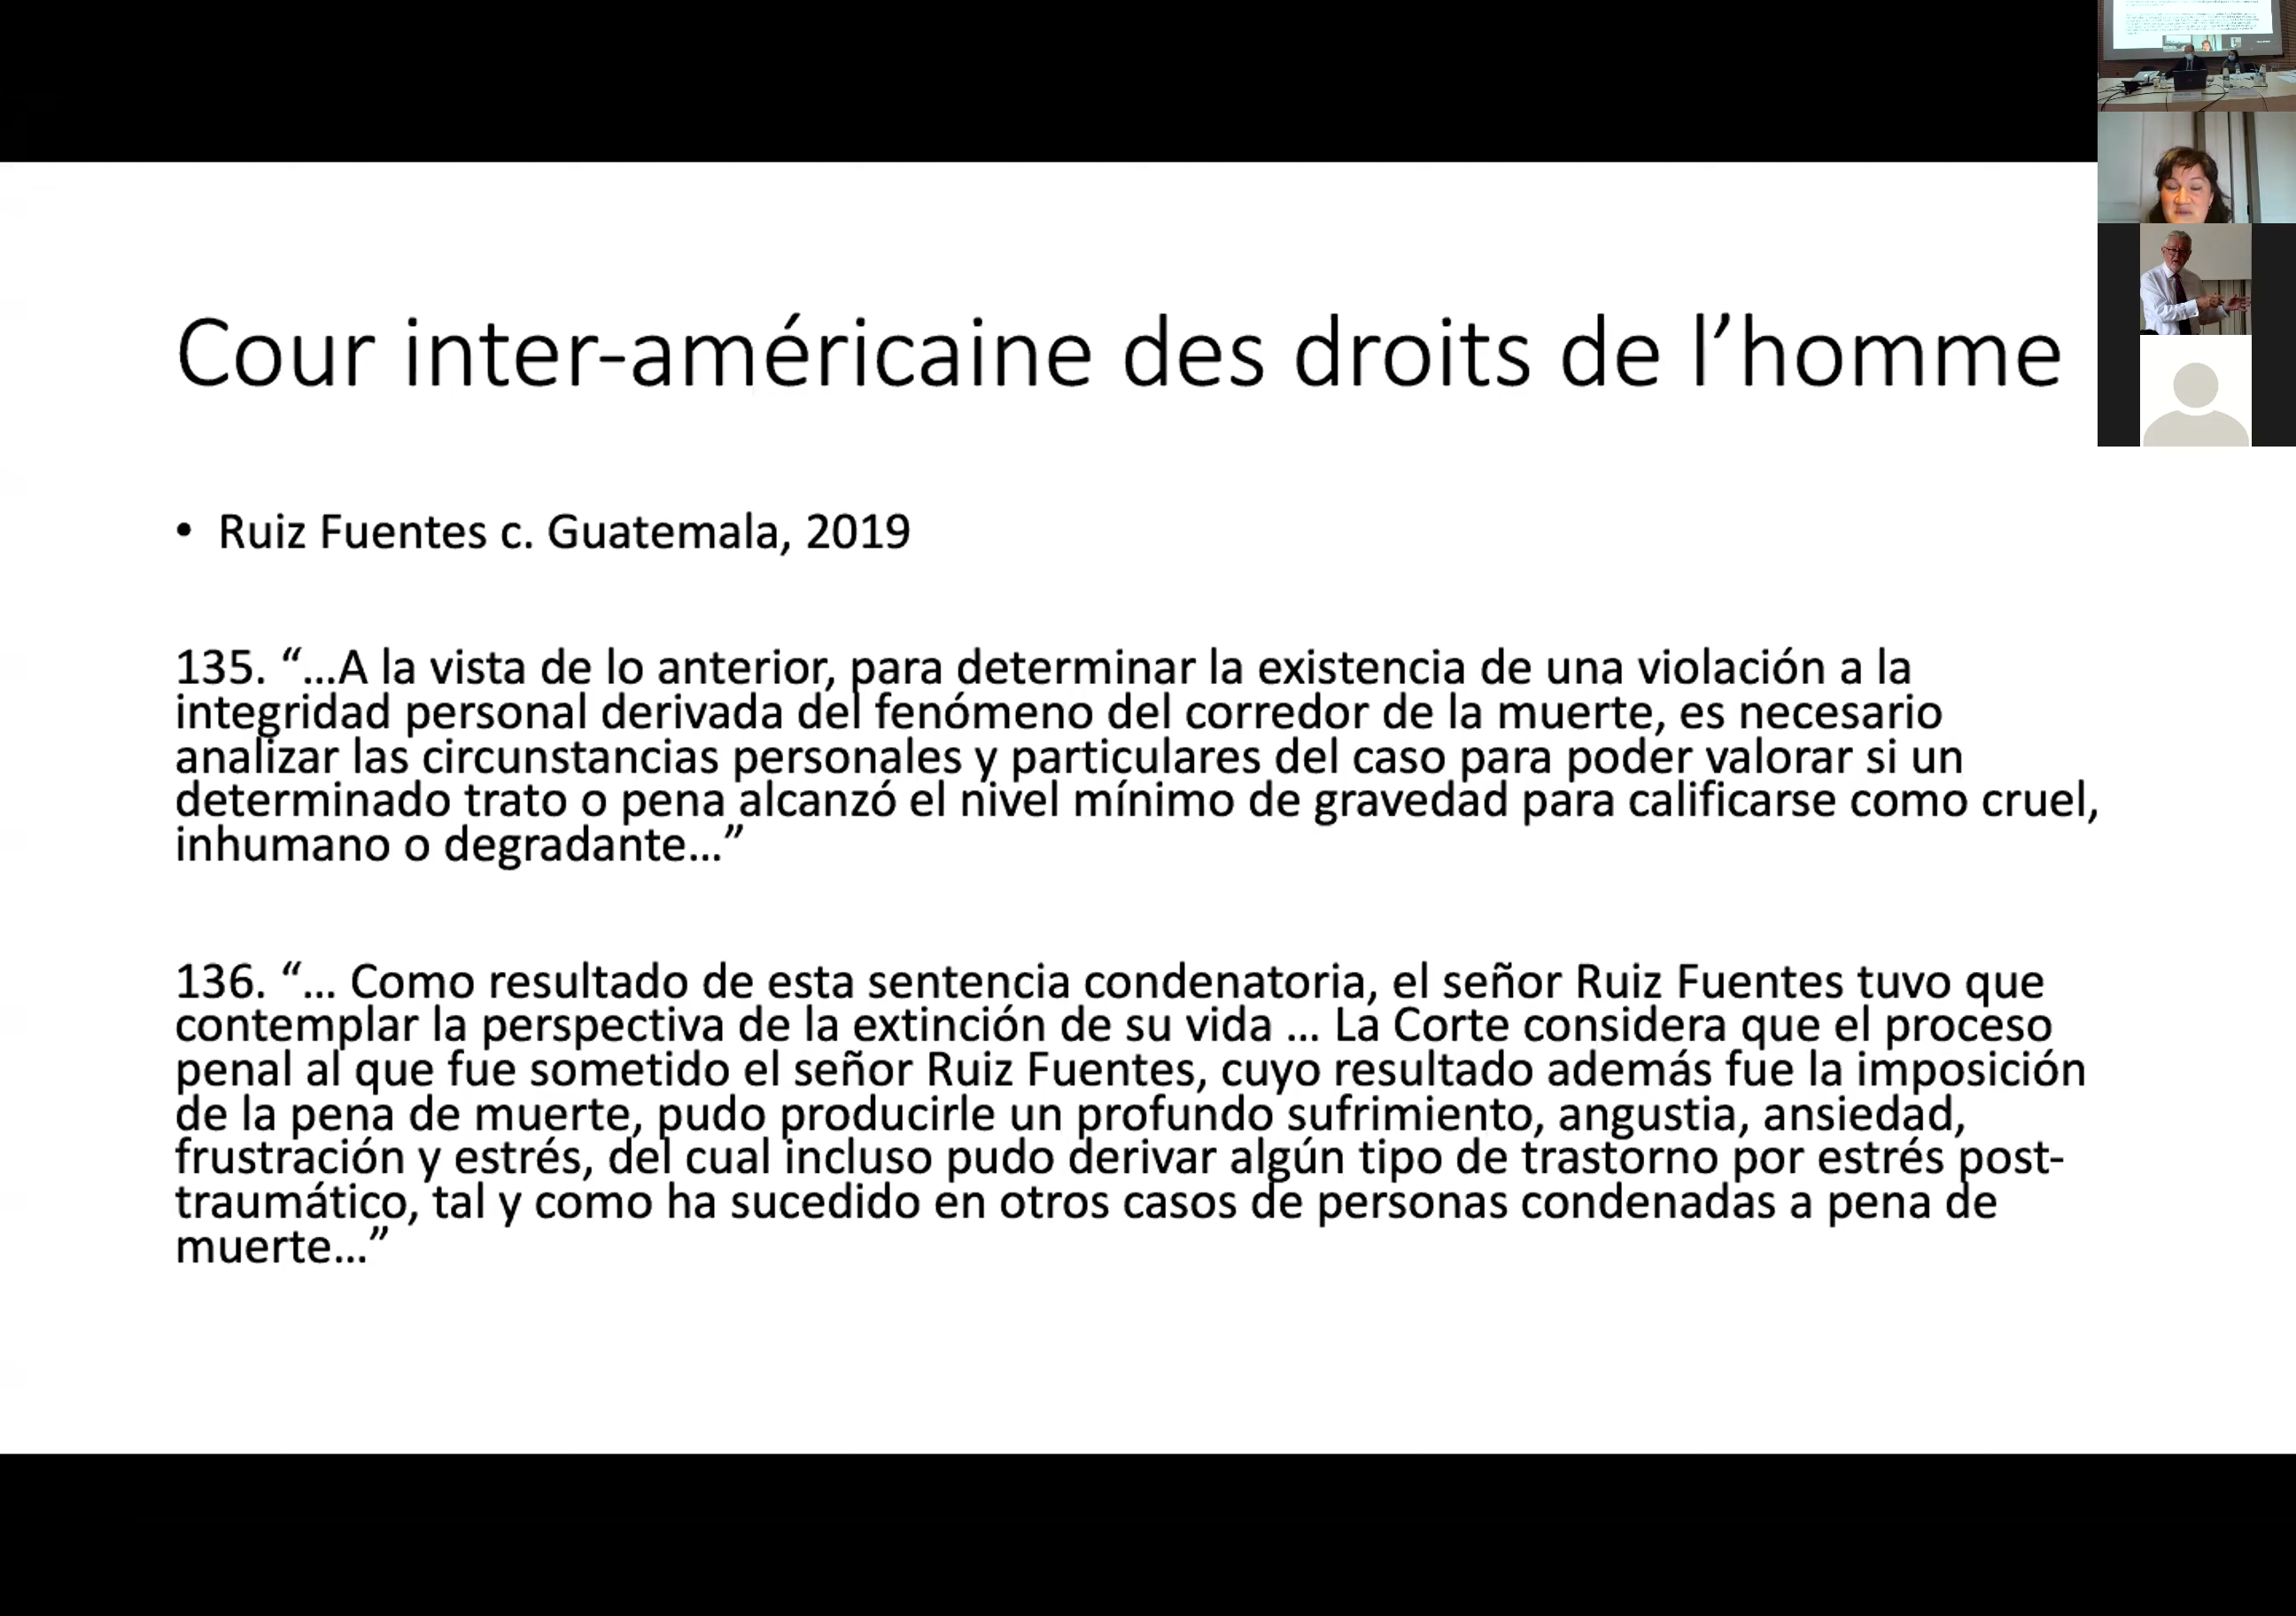 Cour inter-américaine des droits de l’homme
• Ruiz Fuentes c. Guatemala, 2019
135. “…A la vista de lo anterior, para determinar la existencia de una violación a la
integridad personal derivada del fenómeno del corredor de la muerte, es necesario
analizar las circunstancias personales y particulares del caso para poder valorar si un
determinado trato o pena alcanzó el nivel mínimo de gravedad para calificarse como cruel,
inhumano o degradante…”
136. “… Como resultado de esta sentencia condenatoria, el señor Ruiz Fuentes tuvo que
contemplar la perspectiva de la extinción de su vida … La Corte considera que el proceso
penal al que fue sometido el señor Ruiz Fuentes, cuyo resultado además fue la imposición
de la pena de muerte, pudo producirle un profundo sufrimiento, angustia, ansiedad,
frustración y estrés, del cual incluso pudo derivar algún tipo de trastorno por estrés post-
traumático, tal y como ha sucedido en otros casos de personas condenadas a pena de
muerte…”